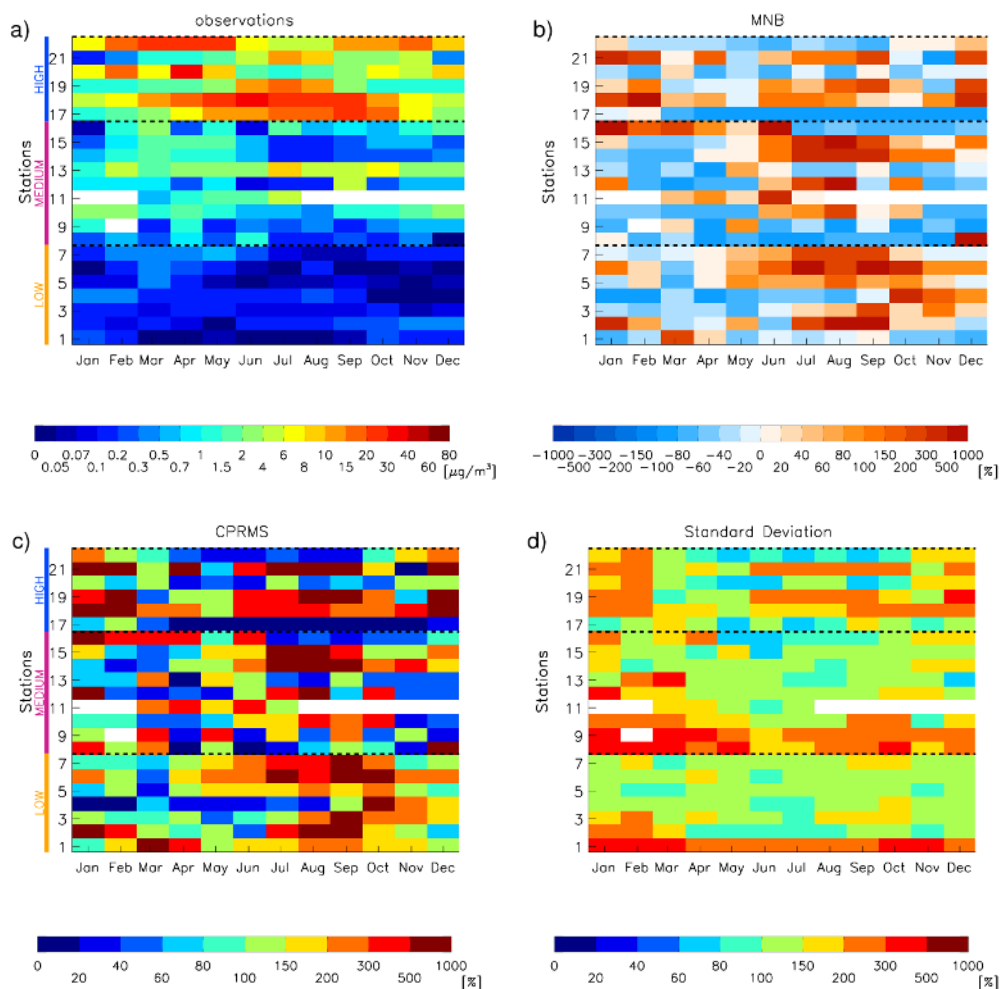 observations
a)
Stations
HIGH
MEDIUM
LOW
21
19
17
15
13
11
9
7
5
3
1
Jan Feb Mar Apr May Jun Jul Aug Sep Oct Nov Dec
0 0.07 0.2 0.5 1 2 4 8 15 30 60
0.05 0.1 0.3 0.7 1.5 3 6 10 20 45 80
[μg/m³]
MNB
b)
Stations
21
19
17
15
13
11
9
7
5
3
1
Jan Feb Mar Apr May Jun Jul Aug Sep Oct Nov Dec
-1000 -300 -150 -80 -40 0 40 80 150 300 1000
-500 -200 -100 -60 -20 20 60 100 200 500
[%]
CPRMS
c)
Stations
HIGH
MEDIUM
LOW
21
19
17
15
13
11
9
7
5
3
1
Jan Feb Mar Apr May Jun Jul Aug Sep Oct Nov Dec
0 40 80 150 300 1000
20 60 100 200 500
[%]
Standard Deviation
d)
Stations
21
19
17
15
13
11
9
7
5
3
1
Jan Feb Mar Apr May Jun Jul Aug Sep Oct Nov Dec
0 40 80 150 300 1000
20 60 100 200 500
[%]